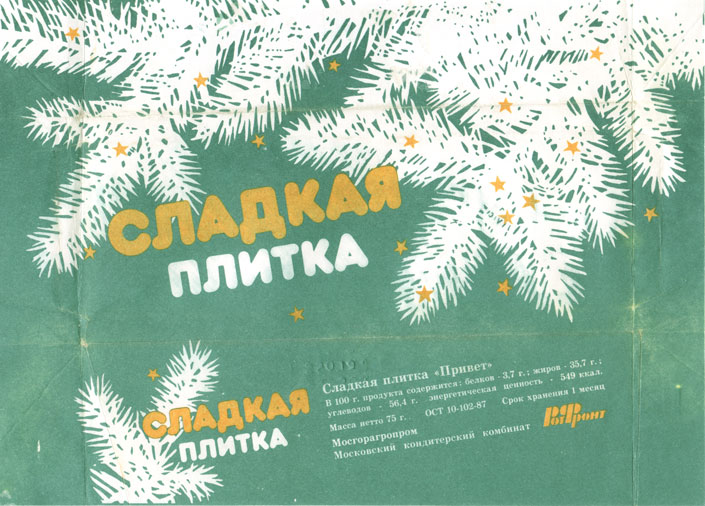 СЛАДКАЯ
ПЛИТКА
СЛАДКАЯ
ПЛИТКА
Сладкая плитка «Привет»
В 100 г. продукта содержится: белков - 3,7 г.; жиров - 35,7 г.;
углеводов - 56,4 г. энергетическая ценность - 549 ккал.
Масса нетто 75 г. ОСТ 10-102-87 Срок хранения 1 месяц
Мосгорагропром
Московский кондитерский комбинат РотФронт